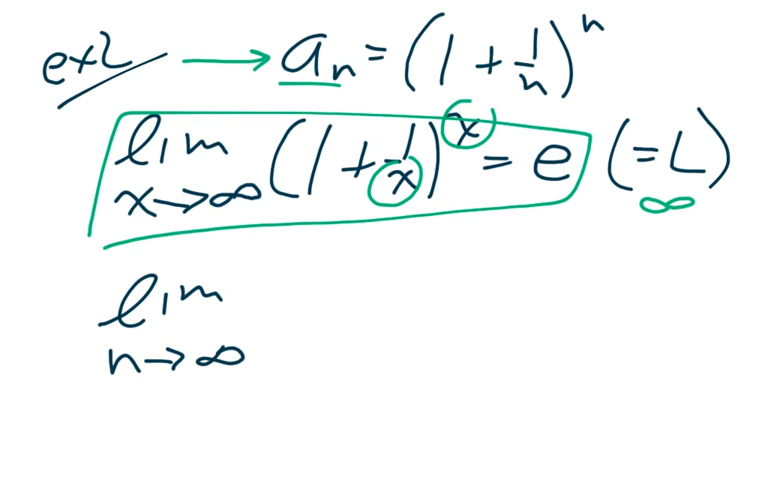 ex2 → aₙ = (1 + 1/n)ⁿ
lim x→∞ (1 + 1/x)ˣ = e (= L)
∞
lim n→∞